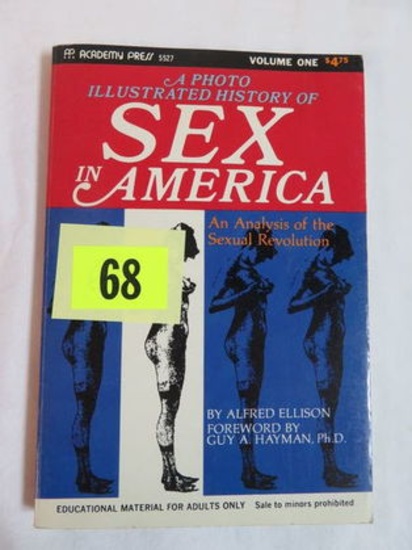 AP. ACADEMY PRESS 5527
VOLUME ONE $4.75
A PHOTO
ILLUSTRATED HISTORY OF
SEX
IN AMERICA
An Analysis of the
Sexual Revolution
68
BY ALFRED ELLISON
FOREWORD BY
GUY A. HAYMAN, Ph.D.
EDUCATIONAL MATERIAL FOR ADULTS ONLY Sale to minors prohibited